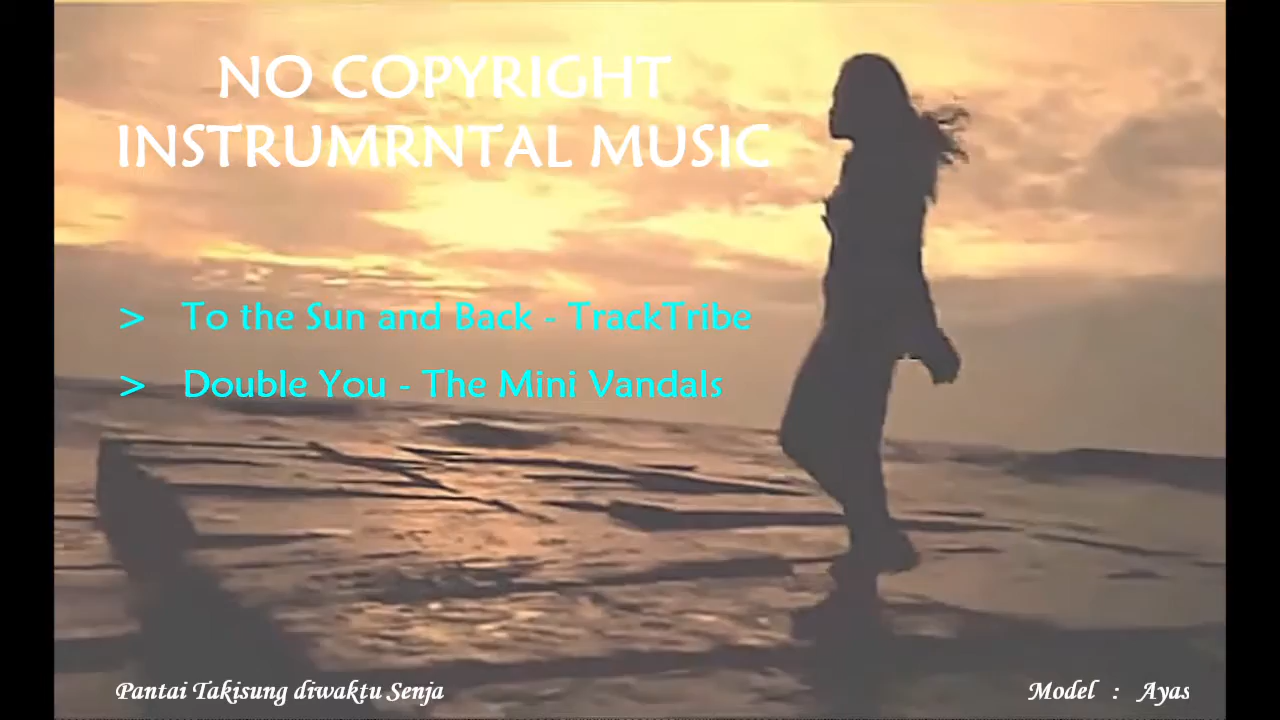 NO COPYRIGHT
INSTRUMRNTAL MUSIC
> To the Sun and Back - TrackTribe
> Double You - The Mini Vandals
Pantai Takisung diwaktu Senja
Model : Ayas